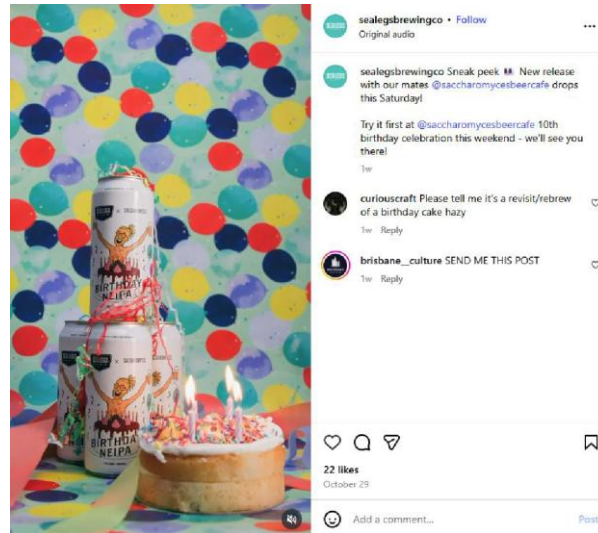 sealegsbrewingco • Follow
Original audio
sealegsbrewingco Sneak peek 👀 New release
with our mates @saccharomycesbeercafe drops
this Saturday!
Try it first at @saccharomycesbeercafe 10th
birthday celebration this weekend - we'll see you
there!
1w
curiouscraft Please tell me it's a revisit/rebrew
of a birthday cake hazy
1w Reply
brisbane__culture SEND ME THIS POST
1w Reply
22 likes
October 29
Add a comment...
Post
BIRTHDAY
NEIPA
BIRTHDAY
NEIPA